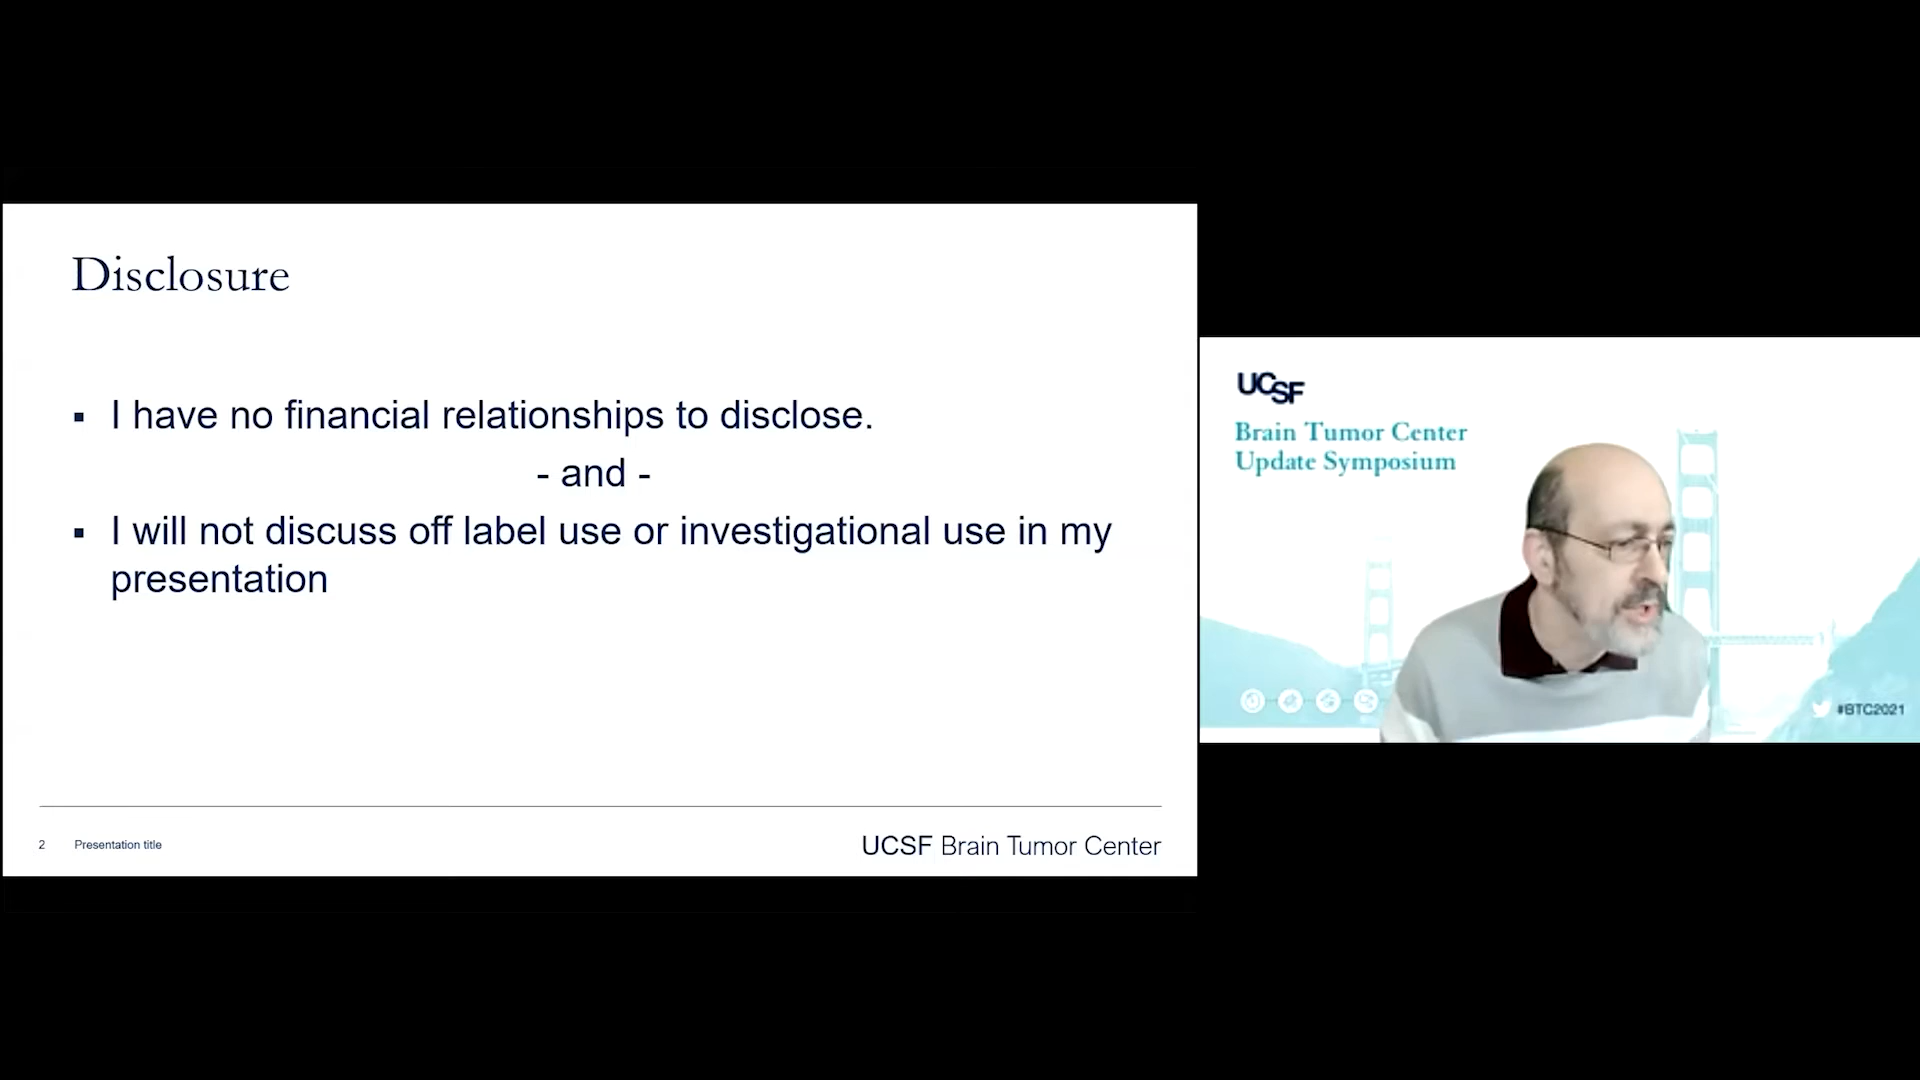 Disclosure
▪ I have no financial relationships to disclose.
- and -
▪ I will not discuss off label use or investigational use in my
presentation
2 Presentation title
UCSF Brain Tumor Center
UCSF
Brain Tumor Center
Update Symposium
#BTC2021